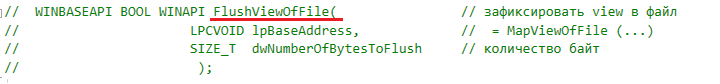 //  WINBASEAPI BOOL WINAPI FlushViewOfFile(               // зафиксировать view в файл
//                     LPCVOID lpBaseAddress,             //  = MapViewOfFile (...)
//                     SIZE_T  dwNumberOfBytesToFlush    // количество байт
//                      );